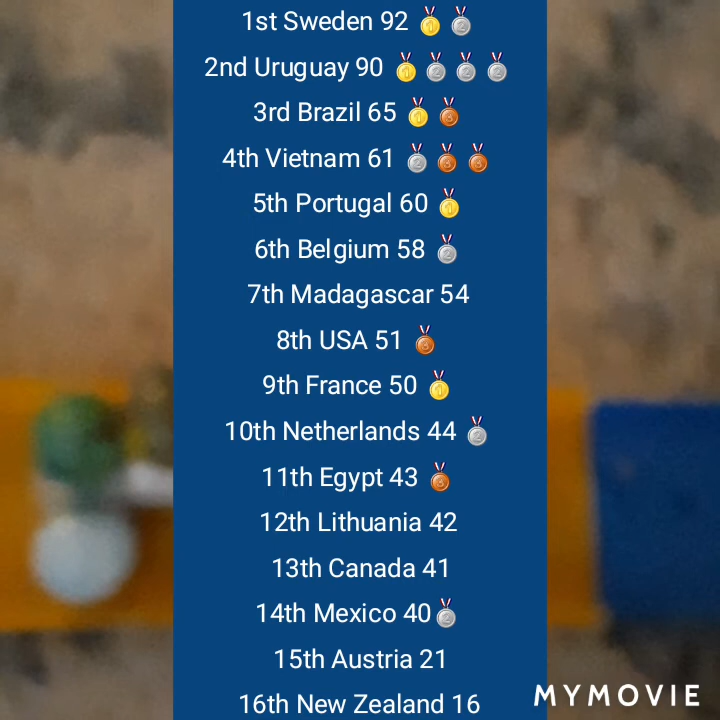 1st Sweden 92 🥇🥈
2nd Uruguay 90 🥇🥈🥈🥈
3rd Brazil 65 🥇🥉
4th Vietnam 61 🥈🥉🥉
5th Portugal 60 🥇
6th Belgium 58 🥈
7th Madagascar 54
8th USA 51 🥉
9th France 50 🥇
10th Netherlands 44 🥈
11th Egypt 43 🥉
12th Lithuania 42
13th Canada 41
14th Mexico 40🥈
15th Austria 21
16th New Zealand 16
MYMOVIE